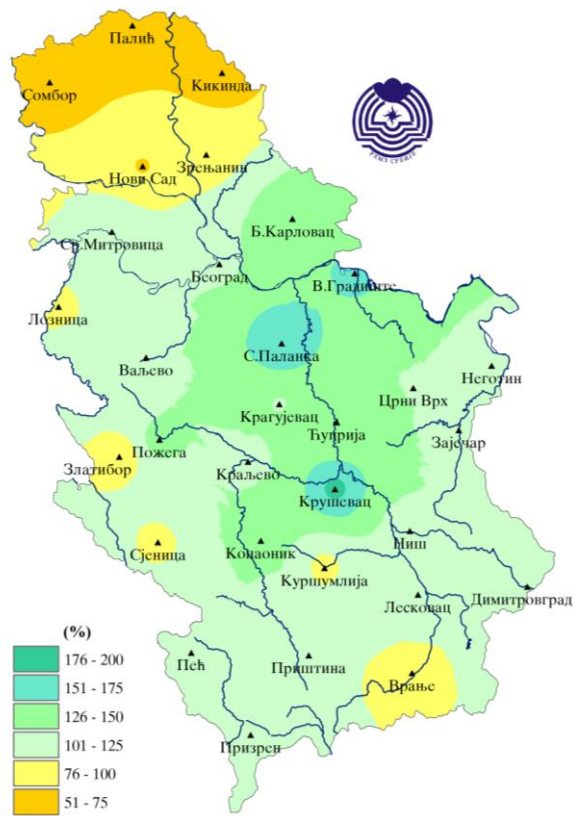 Палић
Сомбор
Кикинда
Зрењанин
Нови Сад
РХМЗ СРБИЈЕ
Б.Карловац
Ср.Митровица
Београд
В.Градиште
Лозница
С.Паланка
Ваљево
Неготин
Црни Врх
Крагујевац
Ћуприја
Зајечар
Пожега
Златибор
Краљево
Крушевац
Ниш
Сјеница
Копаоник
Куршумлија
Димитровград
Лесковац
(%)
176 - 200
151 - 175
126 - 150
101 - 125
76 - 100
51 - 75
Пећ
Приштина
Врање
Призрен